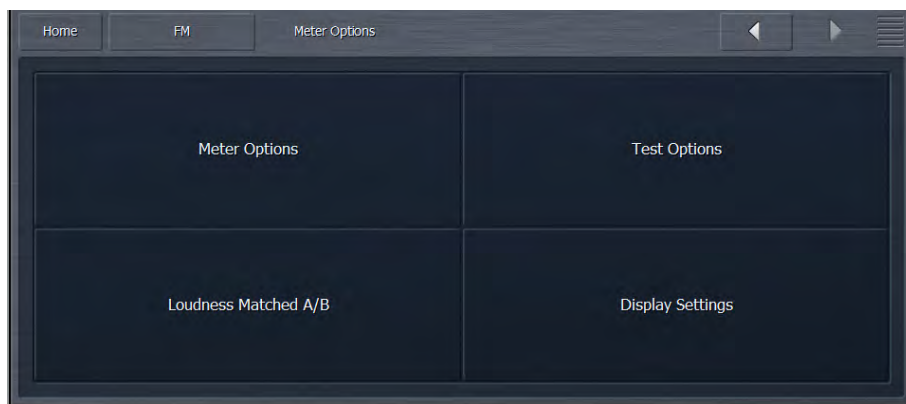 Home FM Meter Options
Meter Options Test Options
Loudness Matched A/B Display Settings